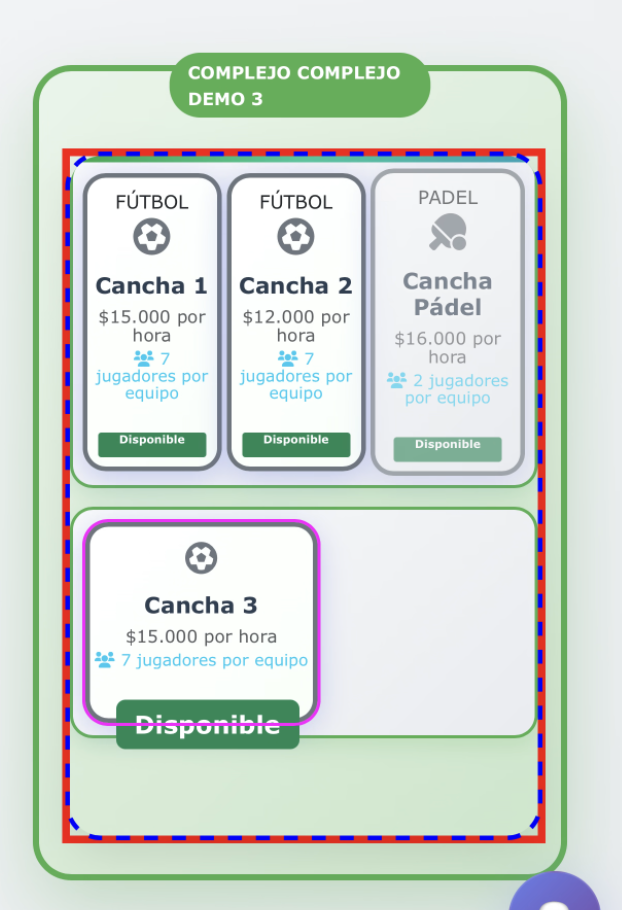 COMPLEJO COMPLEJO
DEMO 3
FÚTBOL
Cancha 1
$15.000 por
hora
7
jugadores por
equipo
Disponible
FÚTBOL
Cancha 2
$12.000 por
hora
7
jugadores por
equipo
Disponible
PADEL
Cancha
Pádel
$16.000 por
hora
2 jugadores
por equipo
Disponible
Cancha 3
$15.000 por hora
7 jugadores por equipo
Disponible